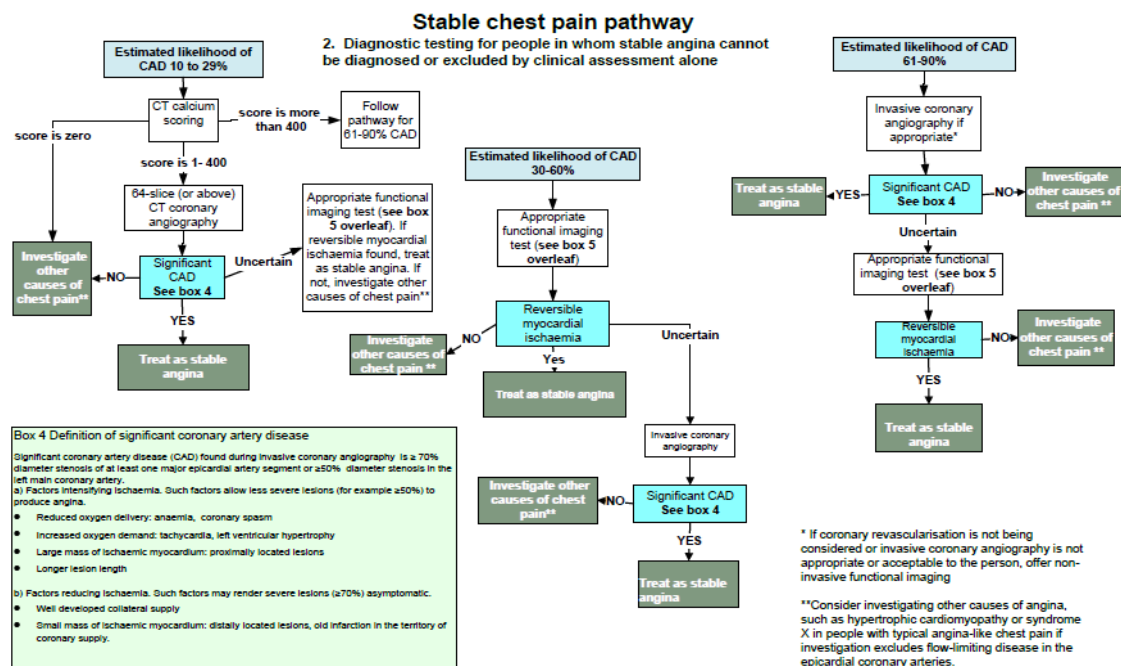 Stable chest pain pathway
2. Diagnostic testing for people in whom stable angina cannot
be diagnosed or excluded by clinical assessment alone
Estimated likelihood of
CAD 10 to 29%
CT calcium
scoring
score is zero
score is more
than 400
Follow
pathway for
61-90% CAD
score is 1- 400
64-slice (or above)
CT coronary
angiography
Significant
CAD
See box 4
NO
Investigate
other
causes of
chest pain**
Uncertain
Appropriate functional
imaging test (see box
5 overleaf). If
reversible myocardial
ischaemia found, treat
as stable angina. If
not, investigate other
causes of chest pain**
YES
Treat as stable
angina
Estimated likelihood of CAD
30-60%
Appropriate
functional imaging
test (see box 5
overleaf)
Reversible
myocardial
ischaemia
NO
Investigate
other causes of
chest pain **
Yes
Treat as stable angina
Uncertain
Invasive coronary
angiography
Significant CAD
See box 4
NO
Investigate other
causes of chest
pain**
YES
Treat as stable
angina
Estimated likelihood of CAD
61-90%
Invasive coronary
angiography if
appropriate*
Significant CAD
See box 4
YES
Treat as stable
angina
NO
Investigate
other causes of
chest pain **
Uncertain
Appropriate functional
imaging test (see box 5
overleaf)
Reversible
myocardial
ischaemia
NO
Investigate
other causes of
chest pain **
YES
Treat as stable
angina
Box 4 Definition of significant coronary artery disease
Significant coronary artery disease (CAD) found during invasive coronary angiography is ≥ 70%
diameter stenosis of at least one major epicardial artery segment or ≥50% diameter stenosis in the
left main coronary artery.
a) Factors intensifying ischaemia. Such factors allow less severe lesions (for example ≥50%) to
produce angina.
• Reduced oxygen delivery: anaemia, coronary spasm
• Increased oxygen demand: tachycardia, left ventricular hypertrophy
• Large mass of ischaemic myocardium: proximally located lesions
• Longer lesion length
b) Factors reducing ischaemia. Such factors may render severe lesions (≥70%) asymptomatic.
• Well developed collateral supply
• Small mass of ischaemic myocardium: distally located lesions, old infarction in the territory of
coronary supply.
* If coronary revascularisation is not being
considered or invasive coronary angiography is not
appropriate or acceptable to the person, offer non-
invasive functional imaging
**Consider investigating other causes of angina,
such as hypertrophic cardiomyopathy or syndrome
X in people with typical angina-like chest pain if
investigation excludes flow-limiting disease in the
epicardial coronary arteries.